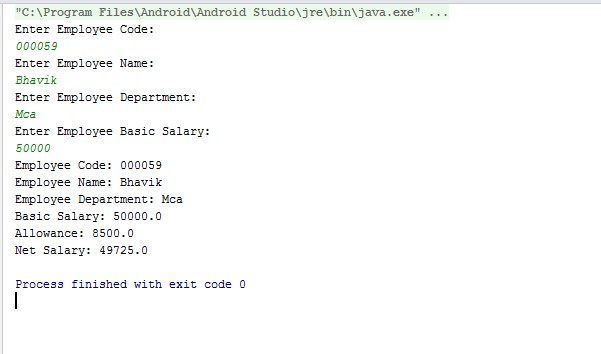 "C:\Program Files\Android\Android Studio\jre\bin\java.exe" ...
Enter Employee Code:
000059
Enter Employee Name:
Bhavik
Enter Employee Department:
Mca
Enter Employee Basic Salary:
50000
Employee Code: 000059
Employee Name: Bhavik
Employee Department: Mca
Basic Salary: 50000.0
Allowance: 8500.0
Net Salary: 49725.0
Process finished with exit code 0